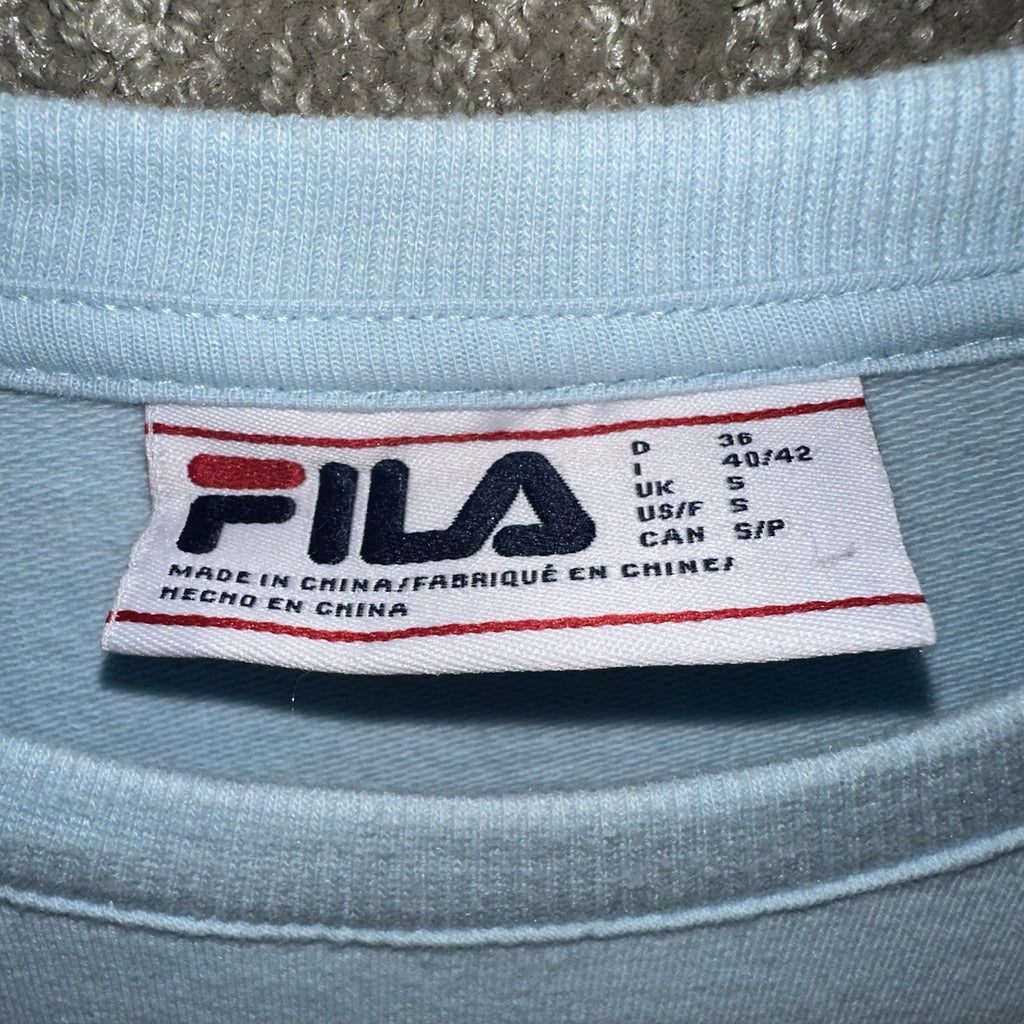 FILA
D 36
I 40/42
UK S
US/F S
CAN S/P
MADE IN CHINA/FABRIQUÉ EN CHINE/
HECHO EN CHINA